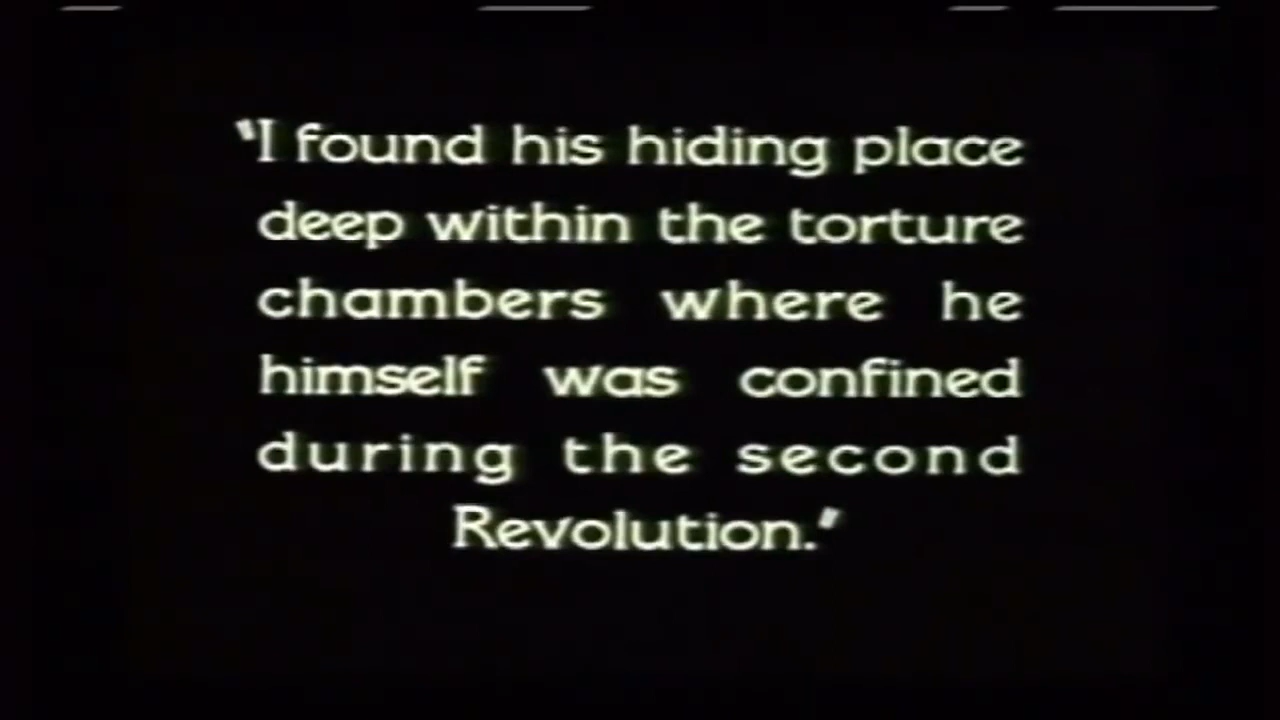 "I found his hiding place
deep within the torture
chambers where he
himself was confined
during the second
Revolution."